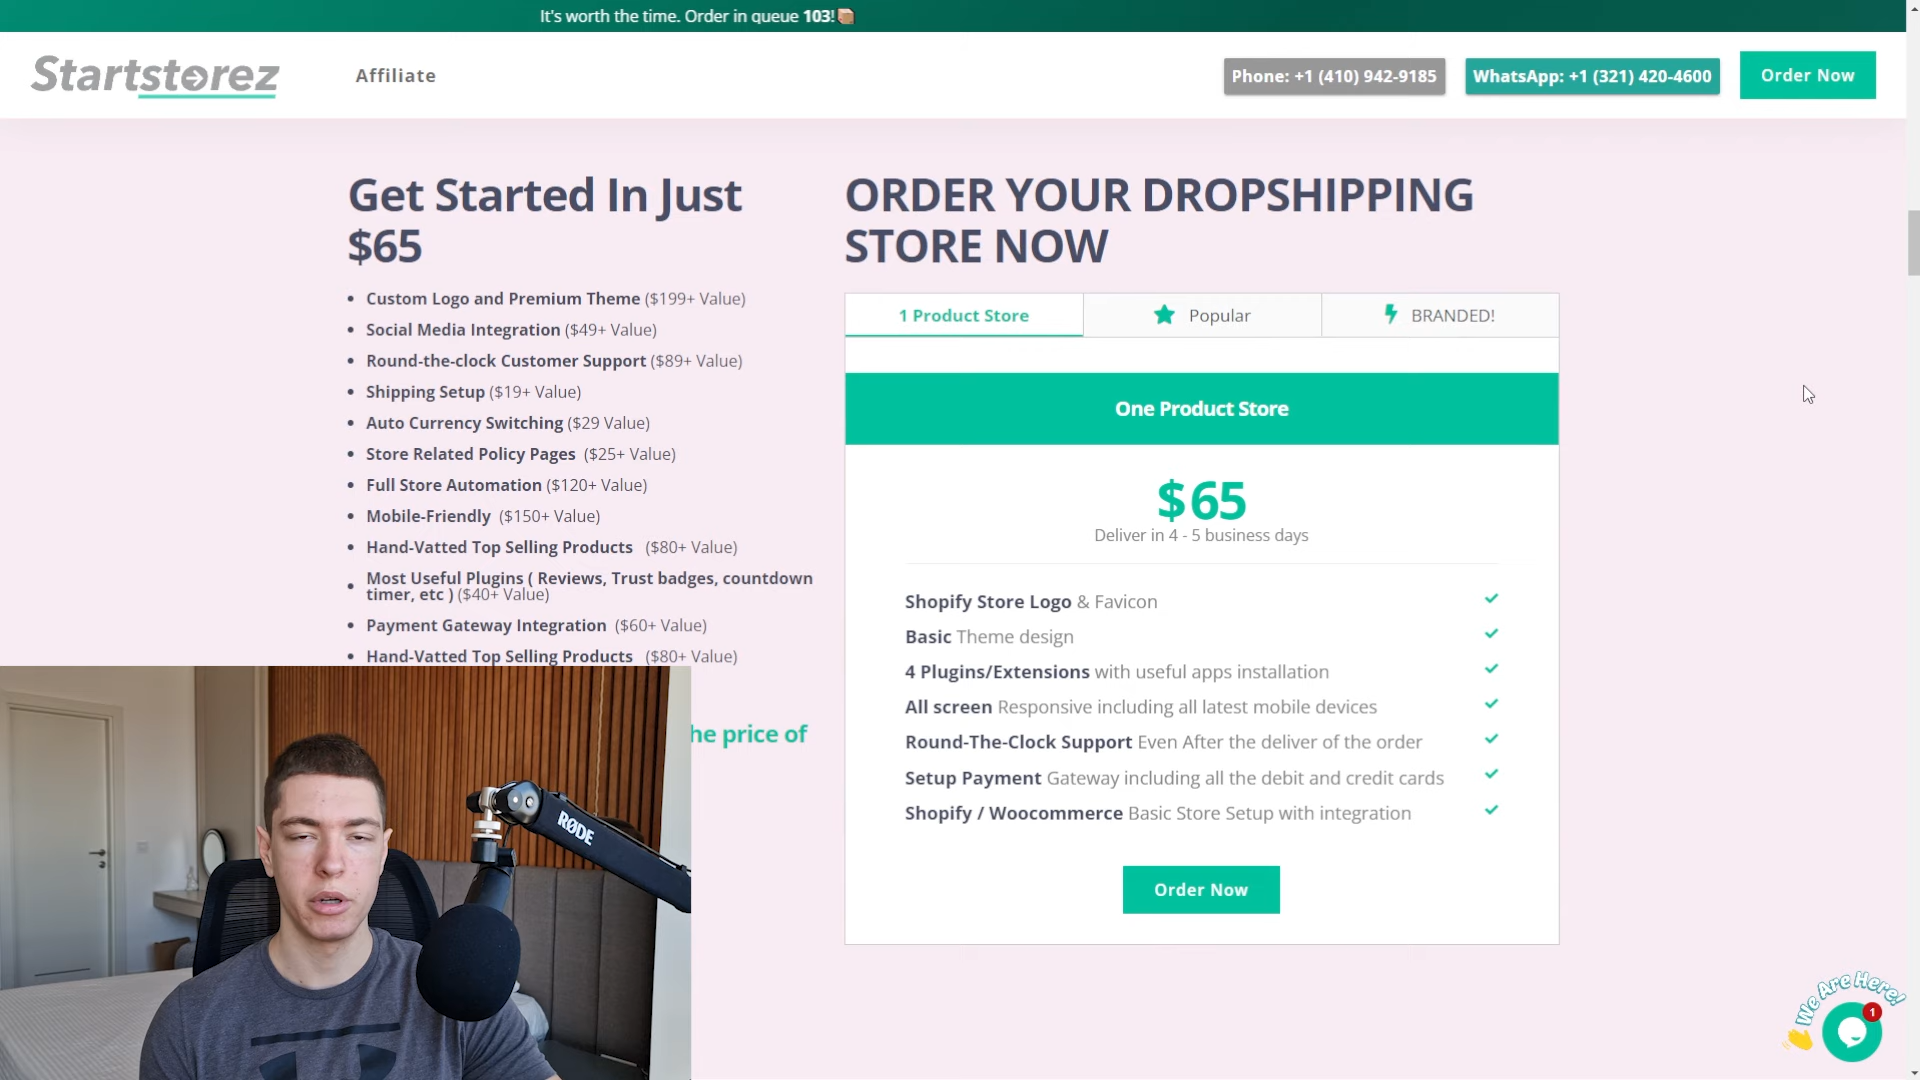 It's worth the time. Order in queue 103!
Startstorez
Affiliate
Phone: +1 (410) 942-9185
WhatsApp: +1 (321) 420-4600
Order Now
Get Started In Just
$65
Custom Logo and Premium Theme ($199+ Value)
Social Media Integration ($49+ Value)
Round-the-clock Customer Support ($89+ Value)
Shipping Setup ($19+ Value)
Auto Currency Switching ($29 Value)
Store Related Policy Pages ($25+ Value)
Full Store Automation ($120+ Value)
Mobile-Friendly ($150+ Value)
Hand-Vatted Top Selling Products ($80+ Value)
Most Useful Plugins ( Reviews, Trust badges, countdown
timer, etc ) ($40+ Value)
Payment Gateway Integration ($60+ Value)
Hand-Vatted Top Selling Products ($80+ Value)
he price of
ORDER YOUR DROPSHIPPING
STORE NOW
1 Product Store
Popular
BRANDED!
One Product Store
$65
Deliver in 4 - 5 business days
Shopify Store Logo & Favicon
Basic Theme design
4 Plugins/Extensions with useful apps installation
All screen Responsive including all latest mobile devices
Round-The-Clock Support Even After the deliver of the order
Setup Payment Gateway including all the debit and credit cards
Shopify / Woocommerce Basic Store Setup with integration
Order Now
RØDE
We Are Here!
1